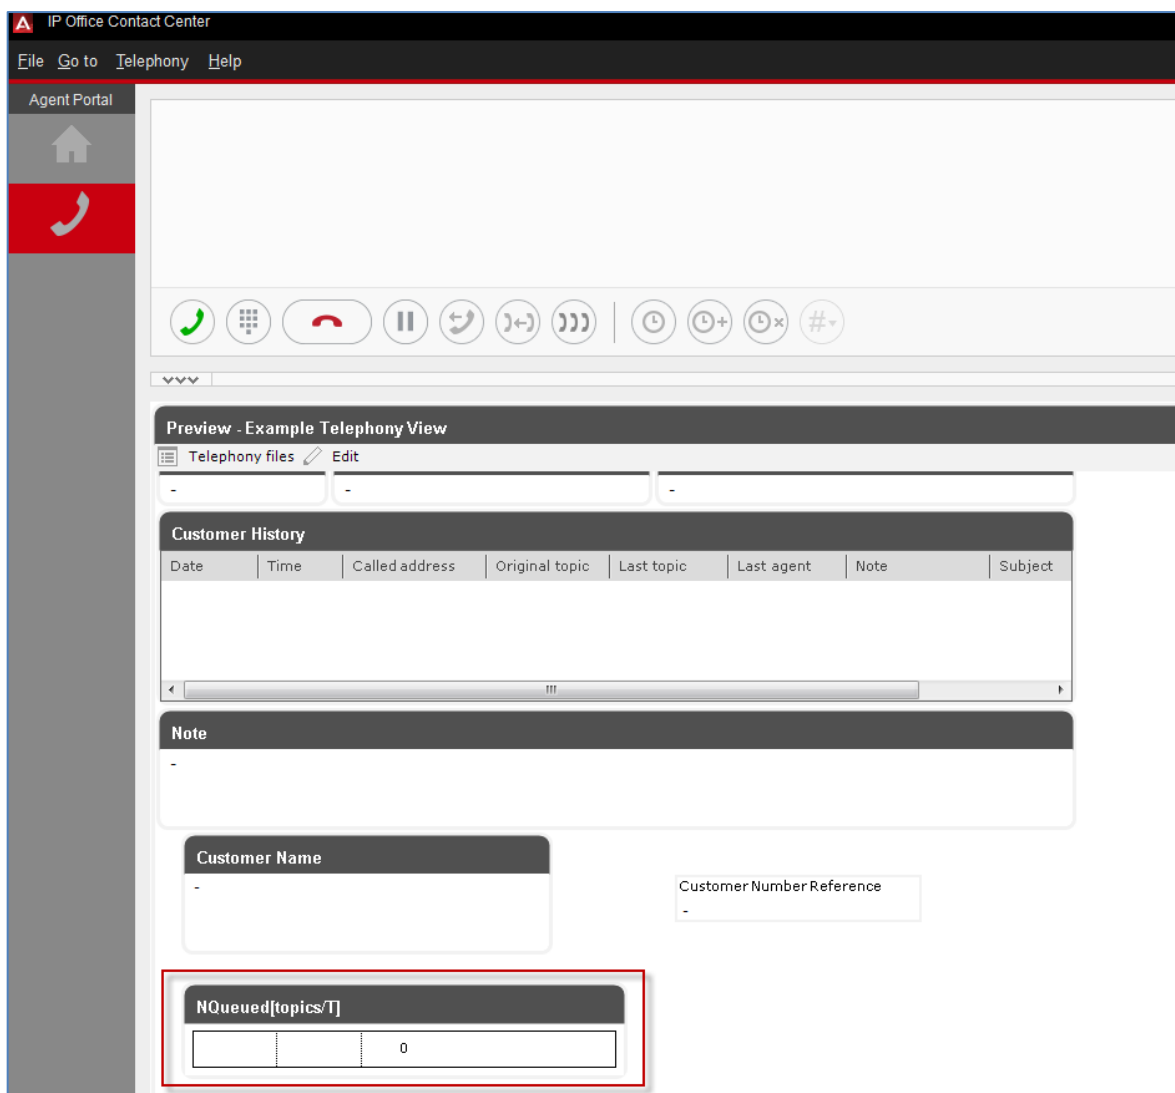 IP Office Contact Center
File Go to Telephony Help
Agent Portal
Preview - Example Telephony View
Telephony files Edit
- - -
Customer History
Date Time Called address Original topic Last topic Last agent Note Subject
Note
-
Customer Name
-
Customer Number Reference
-
NQueued[topics/T]
0